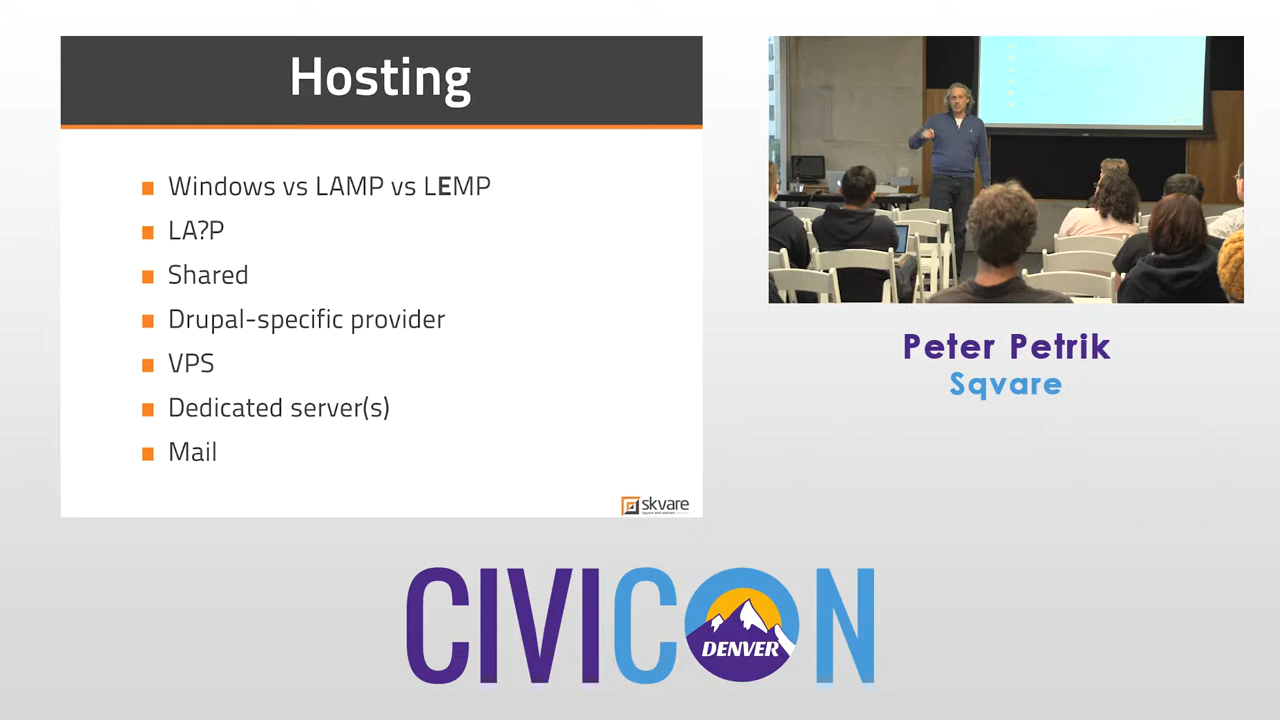 Hosting
Windows vs LAMP vs LEMP
LA?P
Shared
Drupal-specific provider
VPS
Dedicated server(s)
Mail
skvare
Peter Petrik
Sqvare
CIVICON
DENVER